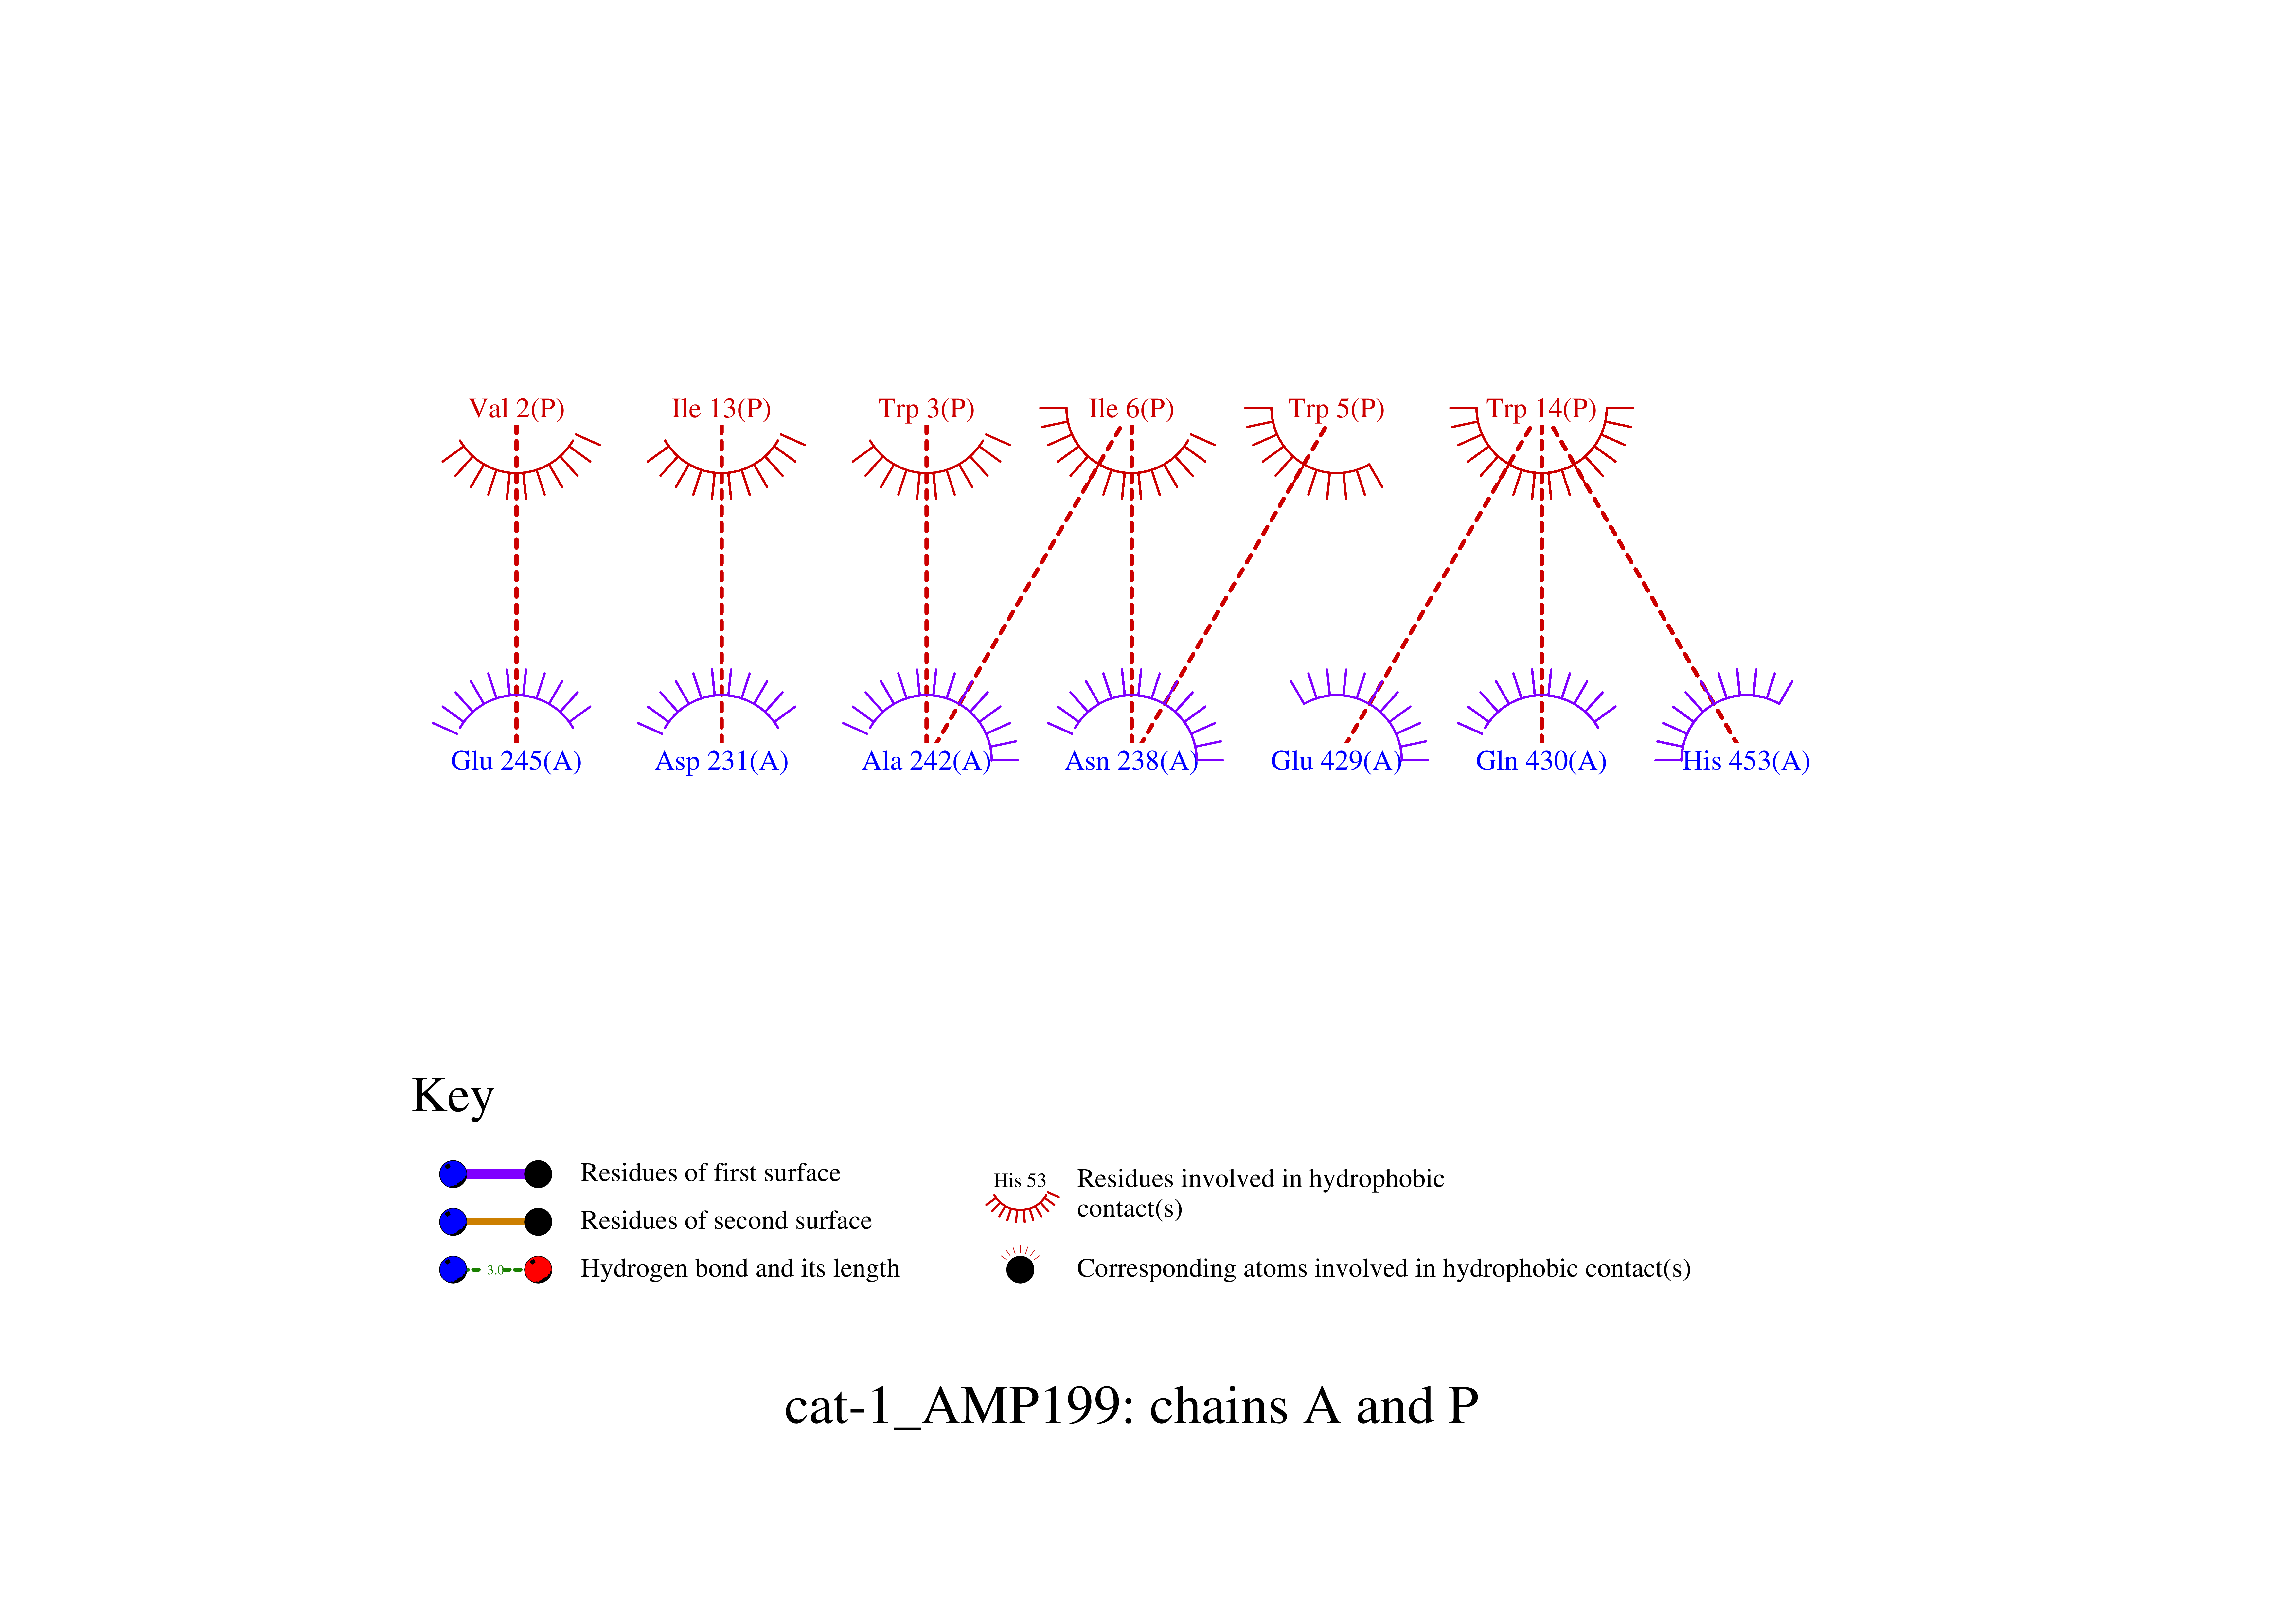 Val 2(P) Ile 13(P) Trp 3(P) Ile 6(P) Trp 5(P) Trp 14(P)
Glu 245(A) Asp 231(A) Ala 242(A) Asn 238(A) Glu 429(A) Gln 430(A) His 453(A)
Key
Residues of first surface
Residues of second surface
3.0 Hydrogen bond and its length
His 53 Residues involved in hydrophobic
contact(s)
Corresponding atoms involved in hydrophobic contact(s)
cat-1_AMP199: chains A and P